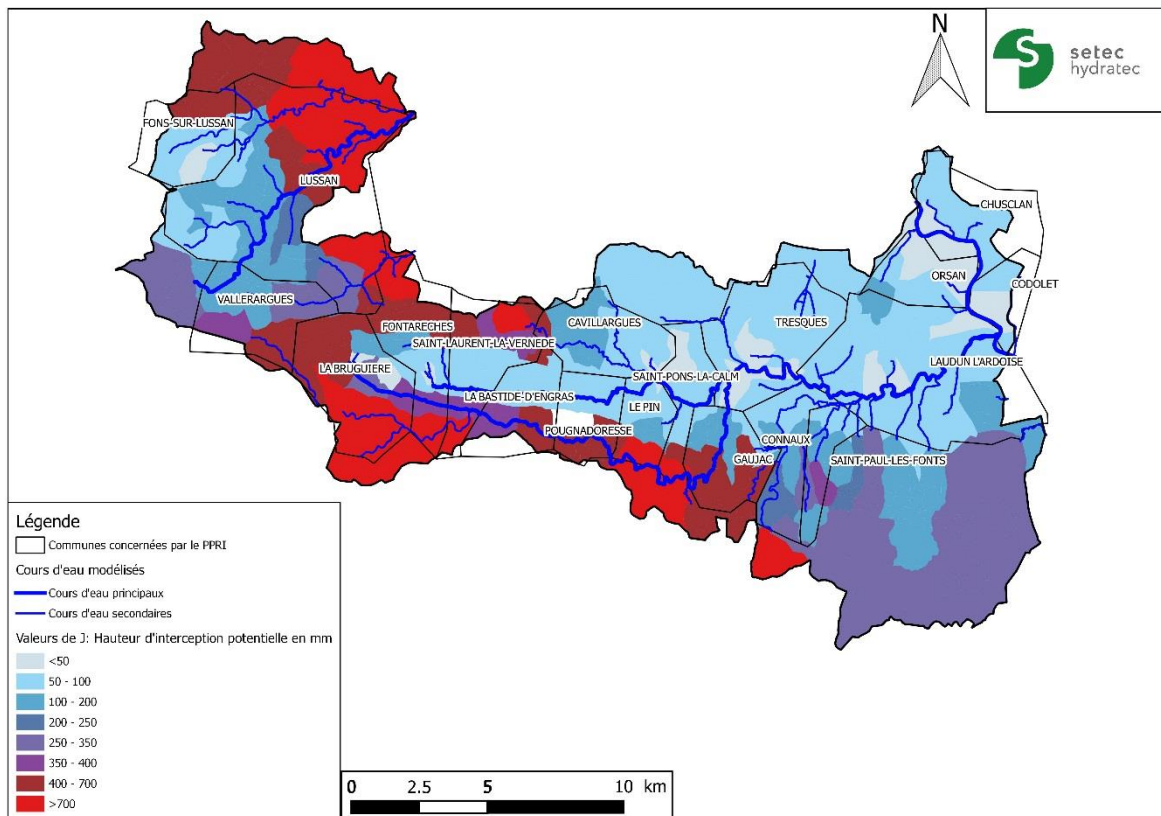 N
setec
hydratec
FONS-SUR-LUSSAN
LUSSAN
CHUSCLAN
ORSAN
CODOLET
VALLERARGUES
FONTARECHES
CAVILLARGUES
TRESQUES
SAINT-LAURENT-LA-VERNEDE
LAUDUN L'ARDOISE
LA BRUGUIERE
SAINT-PONS-LA-CALM
LA BASTIDE-D'ENGRAS
LE PIN
POUGNADORESSE
CONNAUX
GAUJAC
SAINT-PAUL-LES-FONTS
Légende
Communes concernées par le PPRI
Cours d'eau modélisés
Cours d'eau principaux
Cours d'eau secondaires
Valeurs de J: Hauteur d'interception potentielle en mm
<50
50 - 100
100 - 200
200 - 250
250 - 350
350 - 400
400 - 700
>700
0 2.5 5 10 km